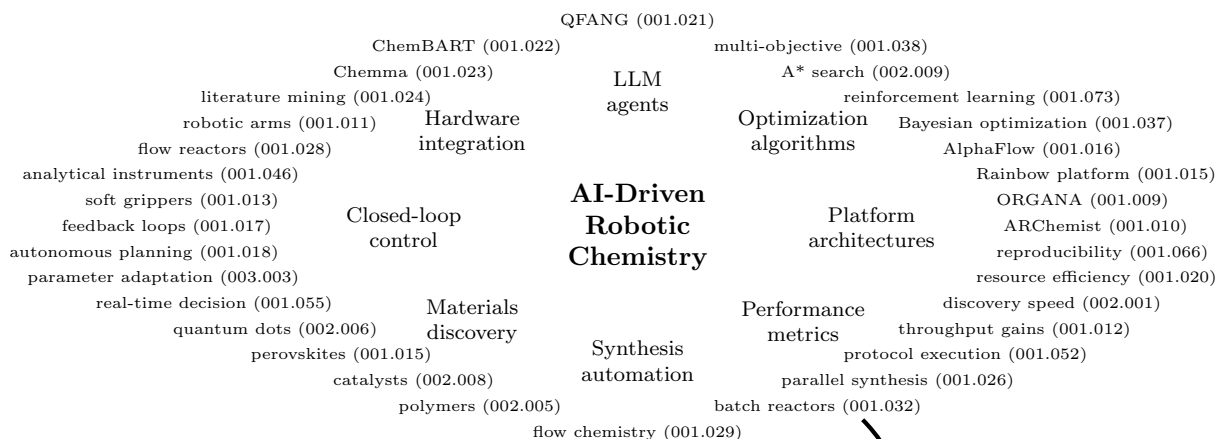 QFANG (001.021)
ChemBART (001.022)
multi-objective (001.038)
Chemma (001.023)
A* search (002.009)
LLM
agents
literature mining (001.024)
reinforcement learning (001.073)
robotic arms (001.011)
Hardware
integration
Optimization
algorithms
Bayesian optimization (001.037)
flow reactors (001.028)
AlphaFlow (001.016)
analytical instruments (001.046)
Rainbow platform (001.015)
soft grippers (001.013)
ORGANA (001.009)
feedback loops (001.017)
Closed-loop
control
AI-Driven
Robotic
Chemistry
Platform
architectures
ARChemist (001.010)
autonomous planning (001.018)
reproducibility (001.066)
parameter adaptation (003.003)
resource efficiency (001.020)
real-time decision (001.055)
discovery speed (002.001)
Materials
discovery
Performance
metrics
quantum dots (002.006)
throughput gains (001.012)
perovskites (001.015)
Synthesis
automation
protocol execution (001.052)
catalysts (002.008)
parallel synthesis (001.026)
polymers (002.005)
batch reactors (001.032)
flow chemistry (001.029)